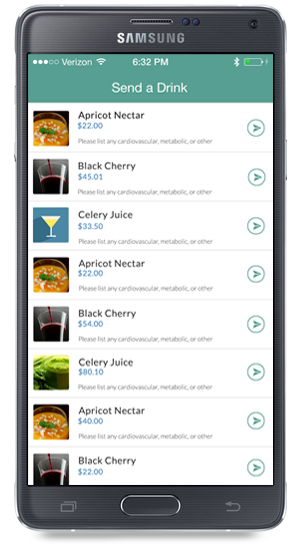 SAMSUNG
Verizon 6:32 PM
Send a Drink
Apricot Nectar
$22.00
Please list any cardiovascular, metabolic, or other
Black Cherry
$45.01
Please list any cardiovascular, metabolic, or other
Celery Juice
$33.50
Please list any cardiovascular, metabolic, or other
Apricot Nectar
$22.00
Please list any cardiovascular, metabolic, or other
Black Cherry
$54.00
Please list any cardiovascular, metabolic, or other
Celery Juice
$80.10
Please list any cardiovascular, metabolic, or other
Apricot Nectar
$40.00
Please list any cardiovascular, metabolic, or other
Black Cherry
$22.00